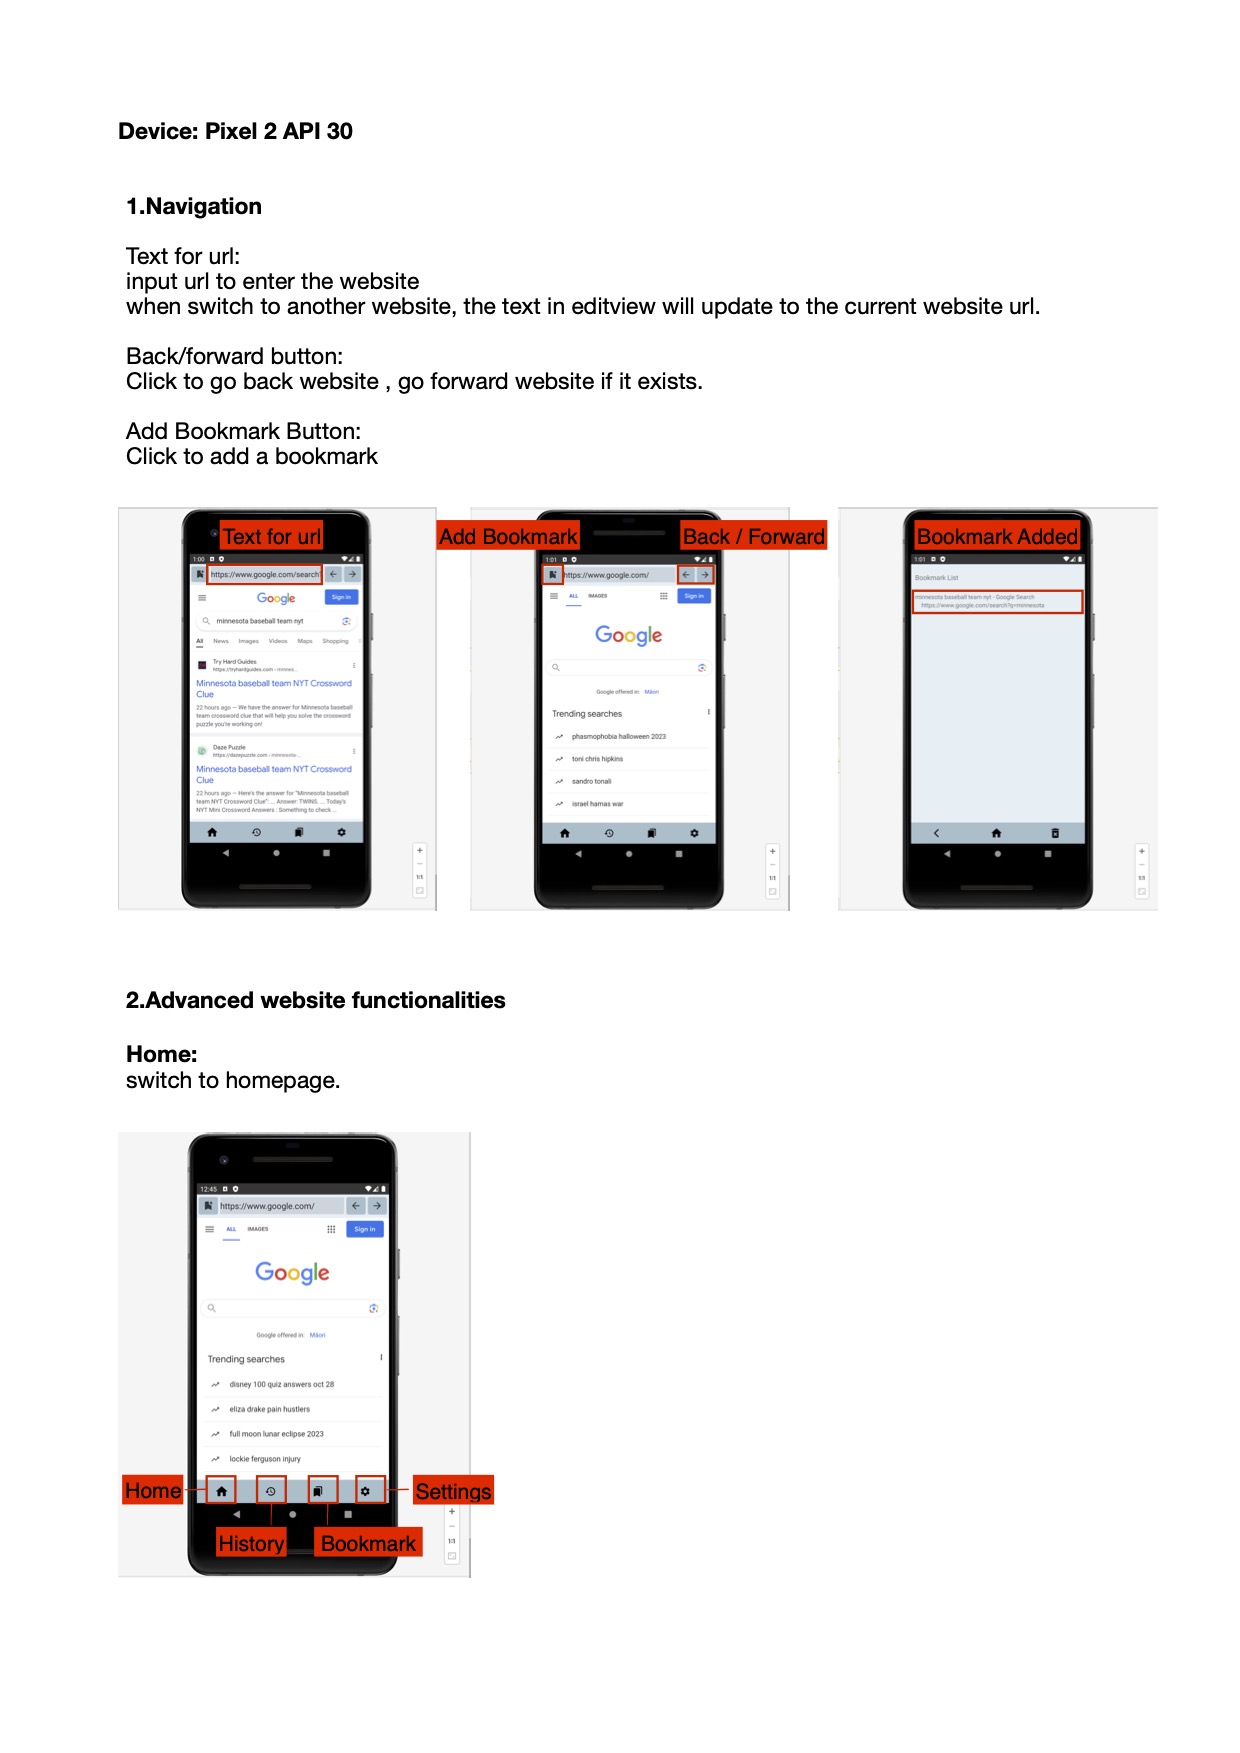 Device: Pixel 2 API 30
1.Navigation
Text for url:
input url to enter the website
when switch to another website, the text in editview will update to the current website url.
Back/forward button:
Click to go back website , go forward website if it exists.
Add Bookmark Button:
Click to add a bookmark
Text for url
1:00
https://www.google.com/search?
Google
Sign in
minnesota baseball team nyt
All News Images Videos Maps Shopping
Try Hard Guides
https://tryhardguides.com › minnes...
Minnesota baseball team NYT Crossword
Clue
22 hours ago — We have the answer for Minnesota baseball
team crossword clue that will help you solve the crossword
puzzle you're working on!
Daze Puzzle
https://dazepuzzle.com › minnesota-...
Minnesota baseball team NYT Crossword
Clue
22 hours ago — Here's the answer for "Minnesota baseball
team NYT Crossword Clue": ... Answer: TWINS. ... Today's
NYT Mini Crossword Answers : Something to check ...
1:1
Add Bookmark
Back / Forward
1:01
https://www.google.com/
ALL IMAGES
Sign in
Google
Google offered in: Māori
Trending searches
phasmophobia halloween 2023
toni chris hipkins
sandro tonali
israel hamas war
1:1
Bookmark Added
1:01
Bookmark List
minnesota baseball team nyt - Google Search
https://www.google.com/search?q=minnesota
1:1
2.Advanced website functionalities
Home:
switch to homepage.
12:45
https://www.google.com/
ALL IMAGES
Sign in
Google
Google offered in: Māori
Trending searches
disney 100 quiz answers oct 28
eliza drake pain hustlers
full moon lunar eclipse 2023
lockie ferguson injury
Home
Settings
History
Bookmark
1:1